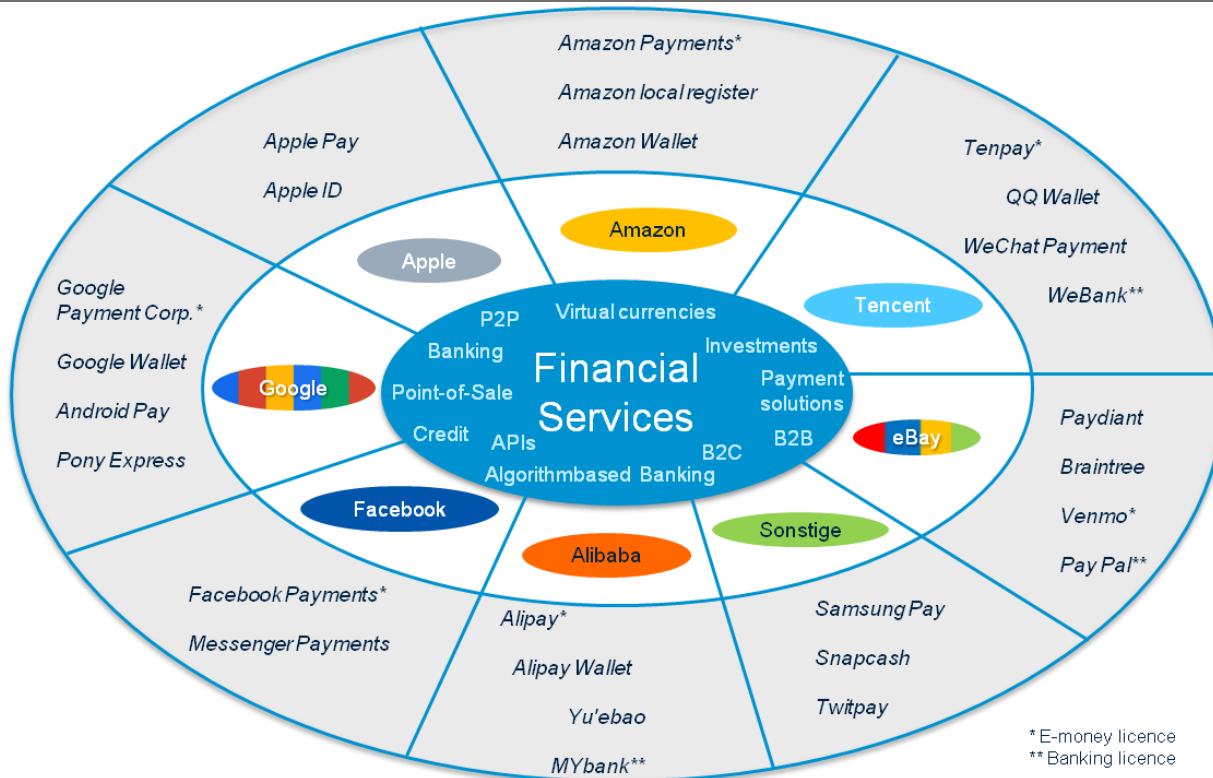 Amazon Payments*
Amazon local register
Amazon Wallet
Apple Pay
Apple ID
Tenpay*
QQ Wallet
WeChat Payment
WeBank**
Google
Payment Corp.*
Google Wallet
Android Pay
Pony Express
Amazon
Apple
Tencent
Google
eBay
Facebook
Alibaba
Sonstige
P2P
Virtual currencies
Banking
Investments
Financial
Services
Point-of-Sale
Payment
solutions
Credit
APIs
B2C
B2B
Algorithmbased Banking
Paydiant
Braintree
Venmo*
Pay Pal**
Facebook Payments*
Messenger Payments
Alipay*
Alipay Wallet
Yu'ebao
MYbank**
Samsung Pay
Snapcash
Twitpay
* E-money licence
** Banking licence